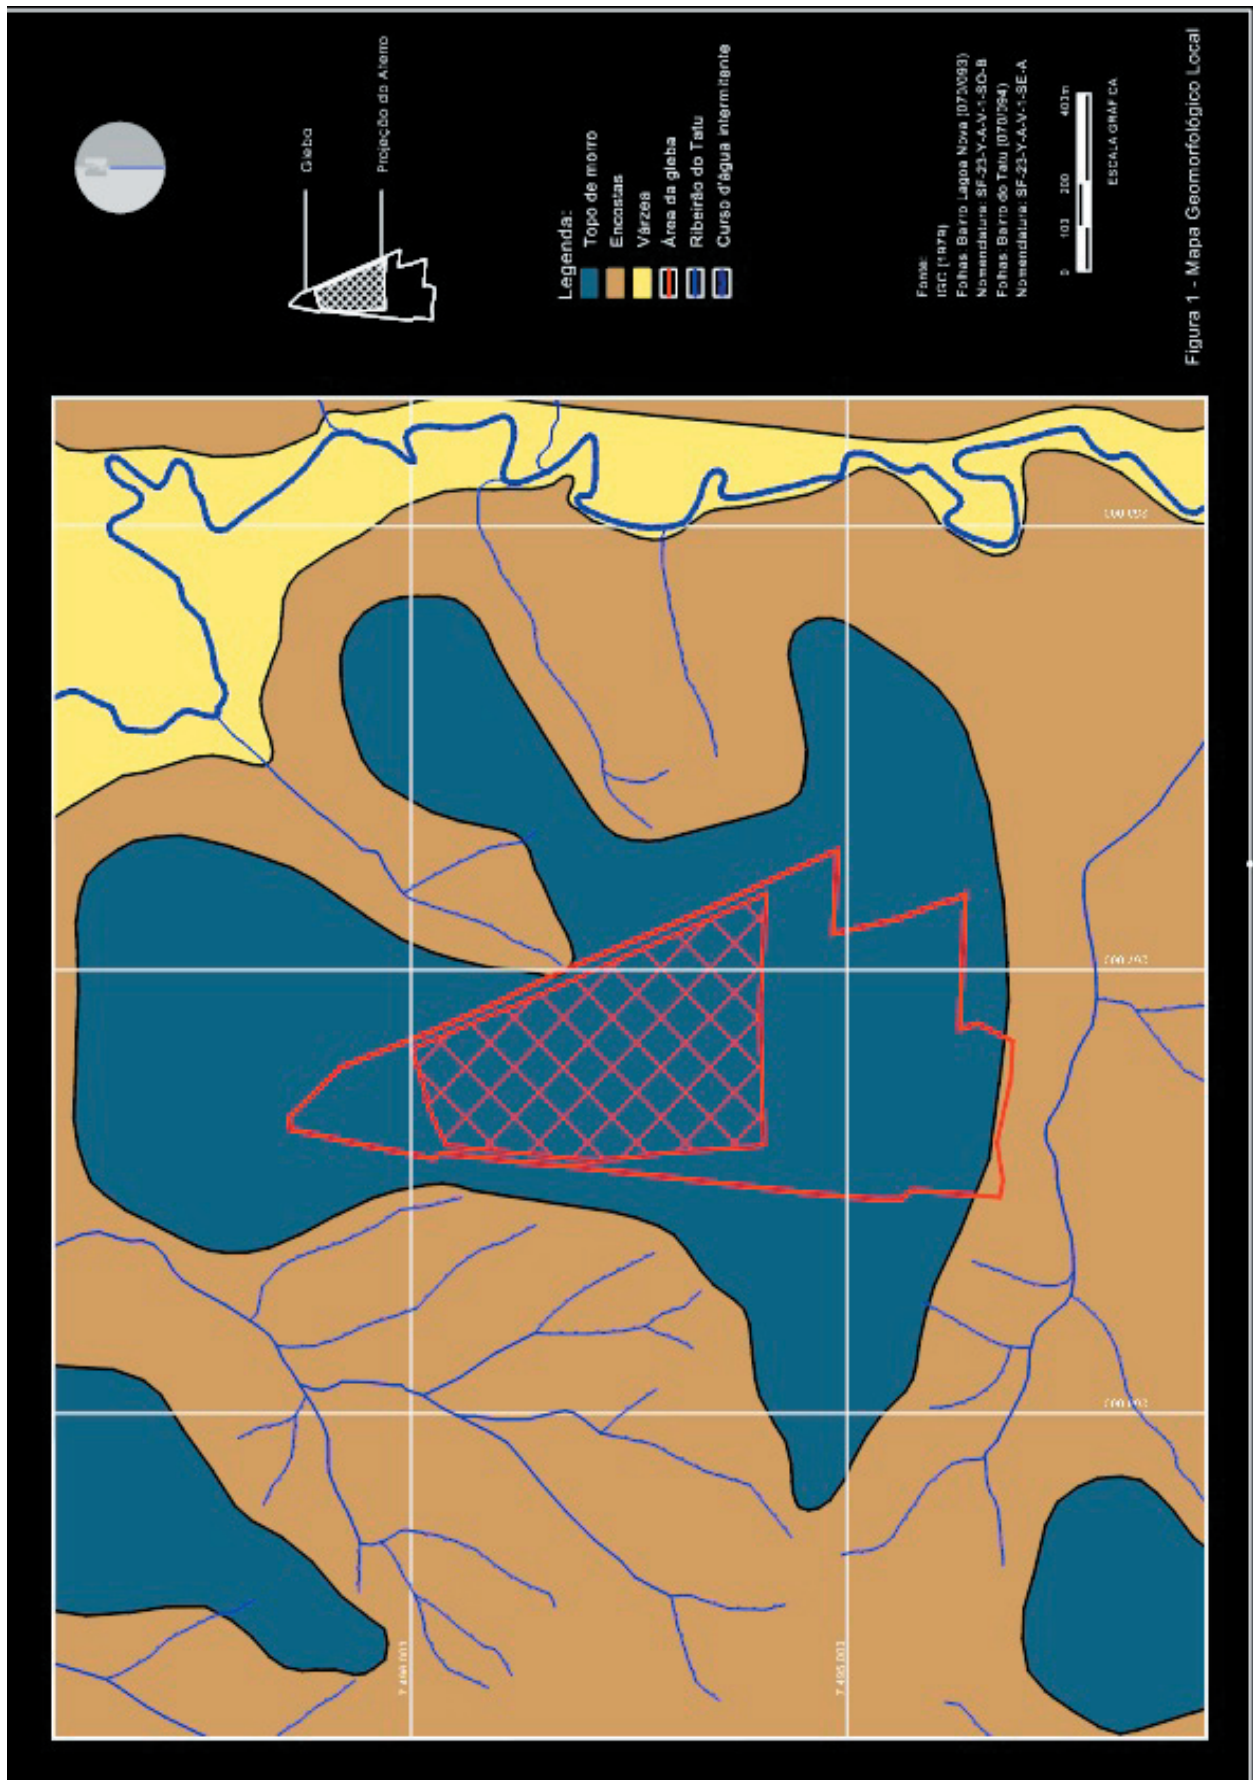 N
Gleba
Projeção do Aterro
Legenda:
Topo de morro
Encostas
Várzea
Área da gleba
Ribeirão do Tatu
Curso d'água intermitente
Fonte:
IGC (1979)
Folhas: Bairro Lagoa Nova (070/093)
Nomenclatura: SF-23-Y-A-V-1-SO-B
Folhas: Bairro do Tatu (070/094)
Nomenclatura: SF-23-Y-A-V-1-SE-A
0 100 200 400m
ESCALA GRÁFICA
Figura 1 - Mapa Geomorfológico Local